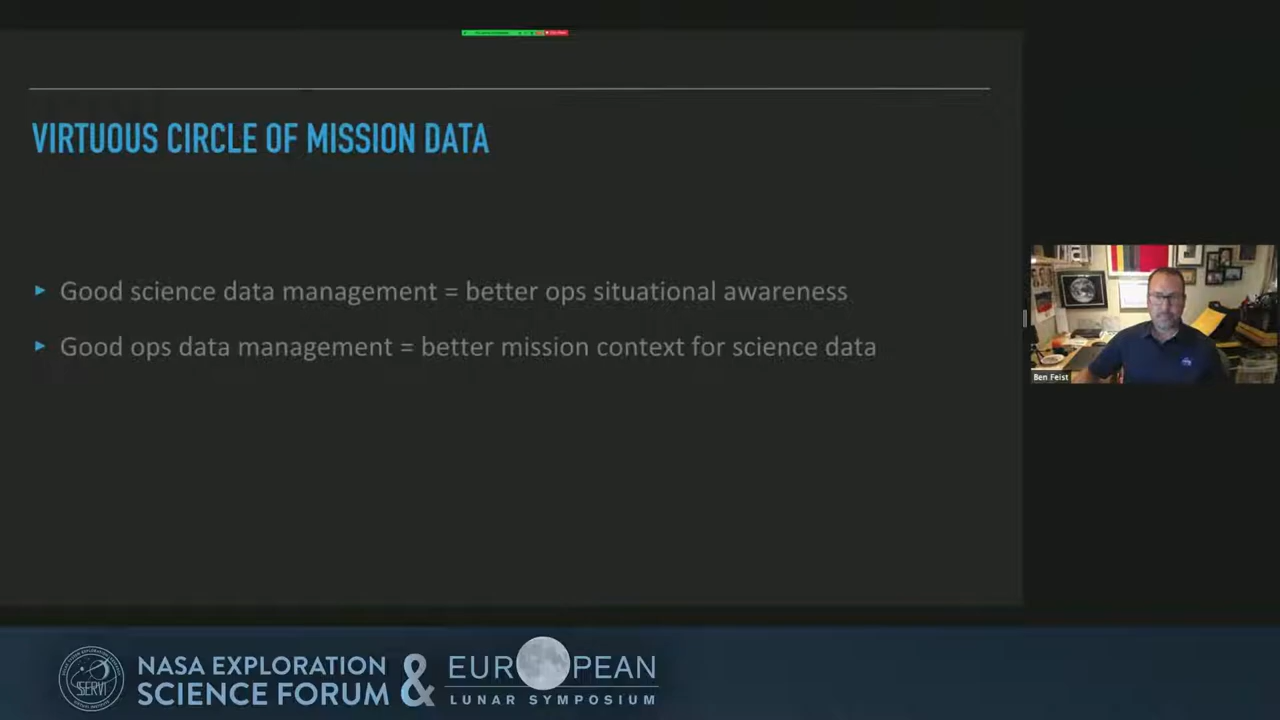 VIRTUOUS CIRCLE OF MISSION DATA
Good science data management = better ops situational awareness
Good ops data management = better mission context for science data
Ben Feist
SSERVI
NASA EXPLORATION
SCIENCE FORUM
&
EUROPEAN
LUNAR SYMPOSIUM